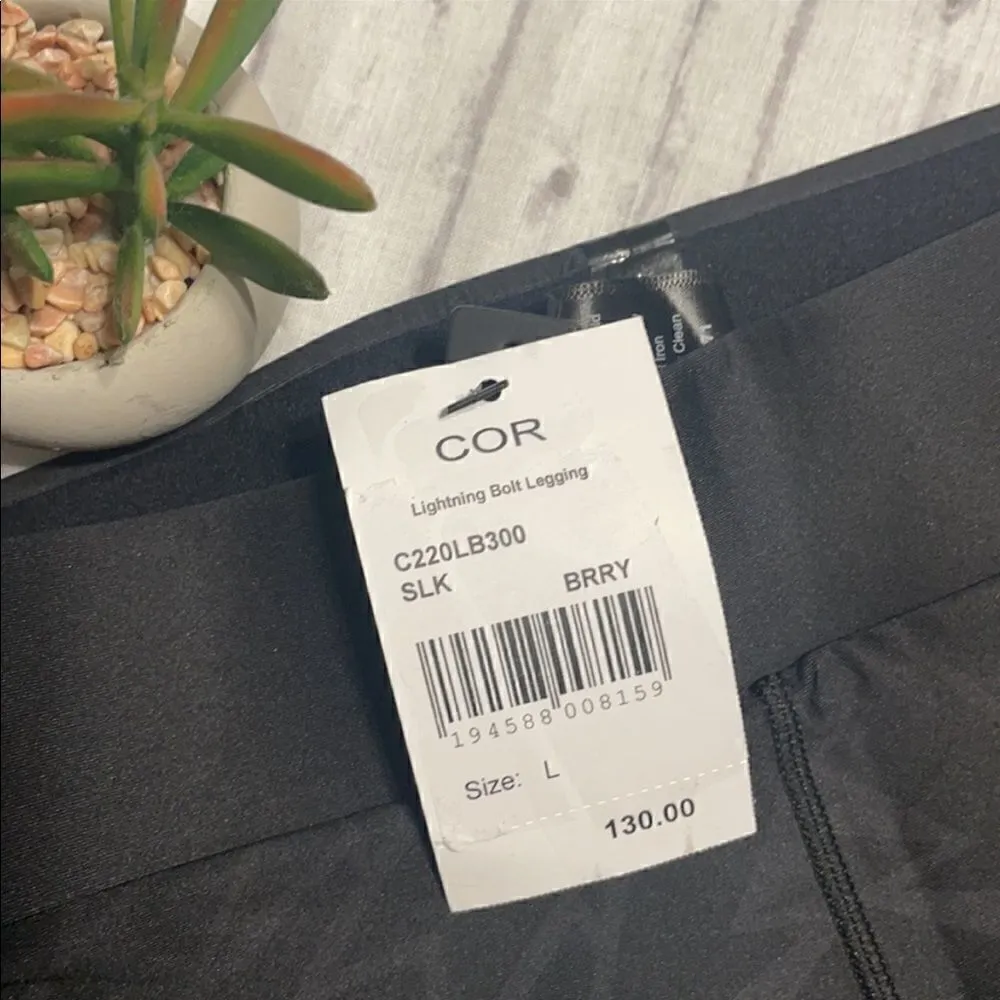 Iron
Clean
COR
Lightning Bolt Legging
C220LB300
SLK BRRY
194588 008159
Size: L
130.00